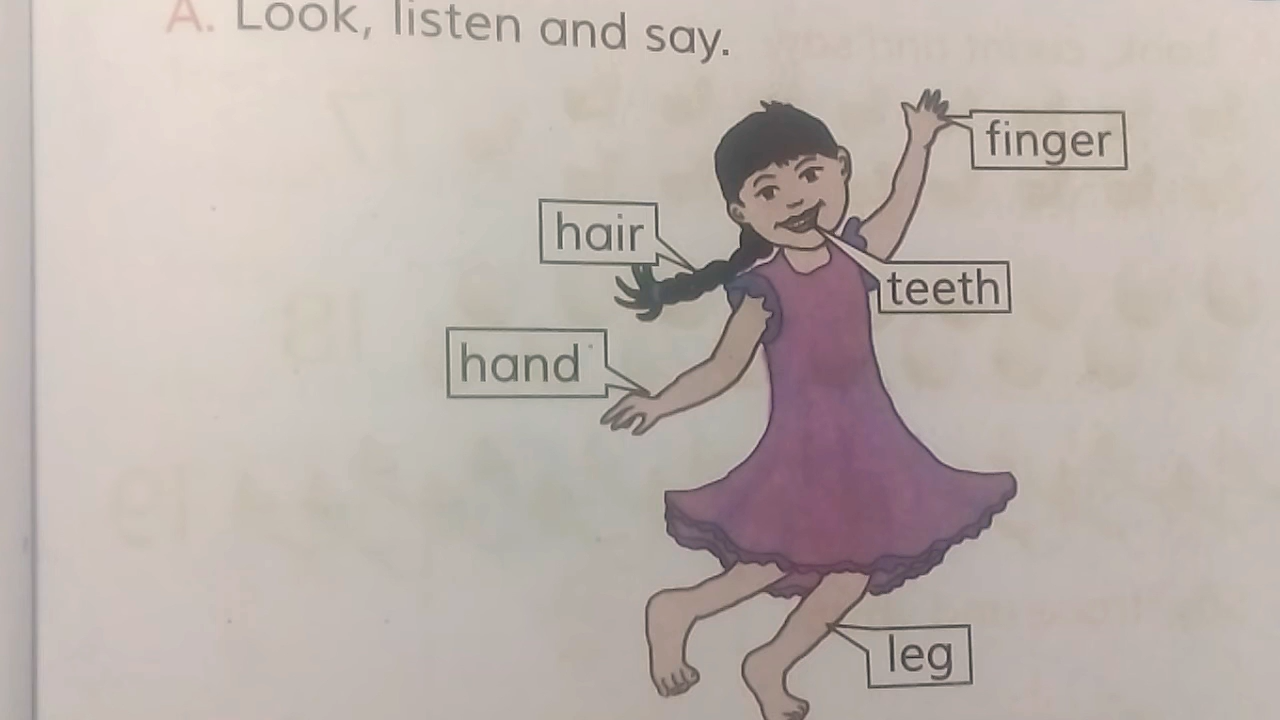 A. Look, listen and say.
finger
hair
teeth
hand
leg